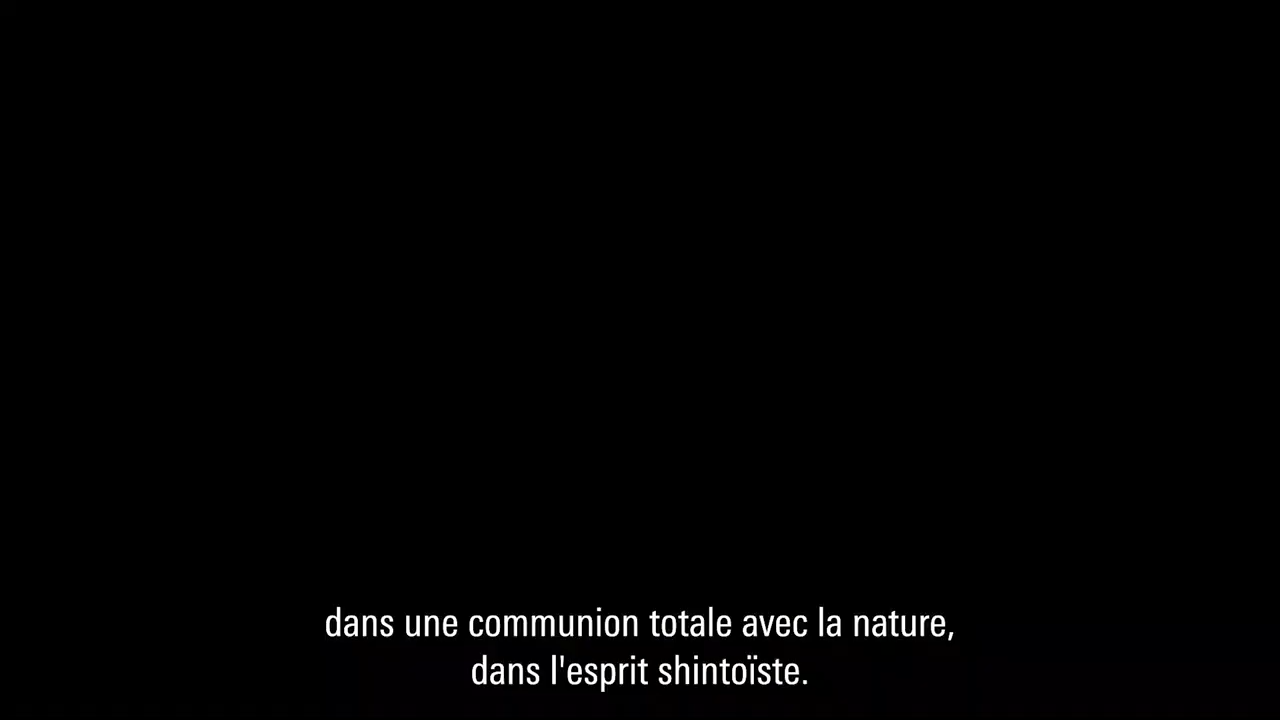 dans une communion totale avec la nature,
dans l'esprit shintoïste.